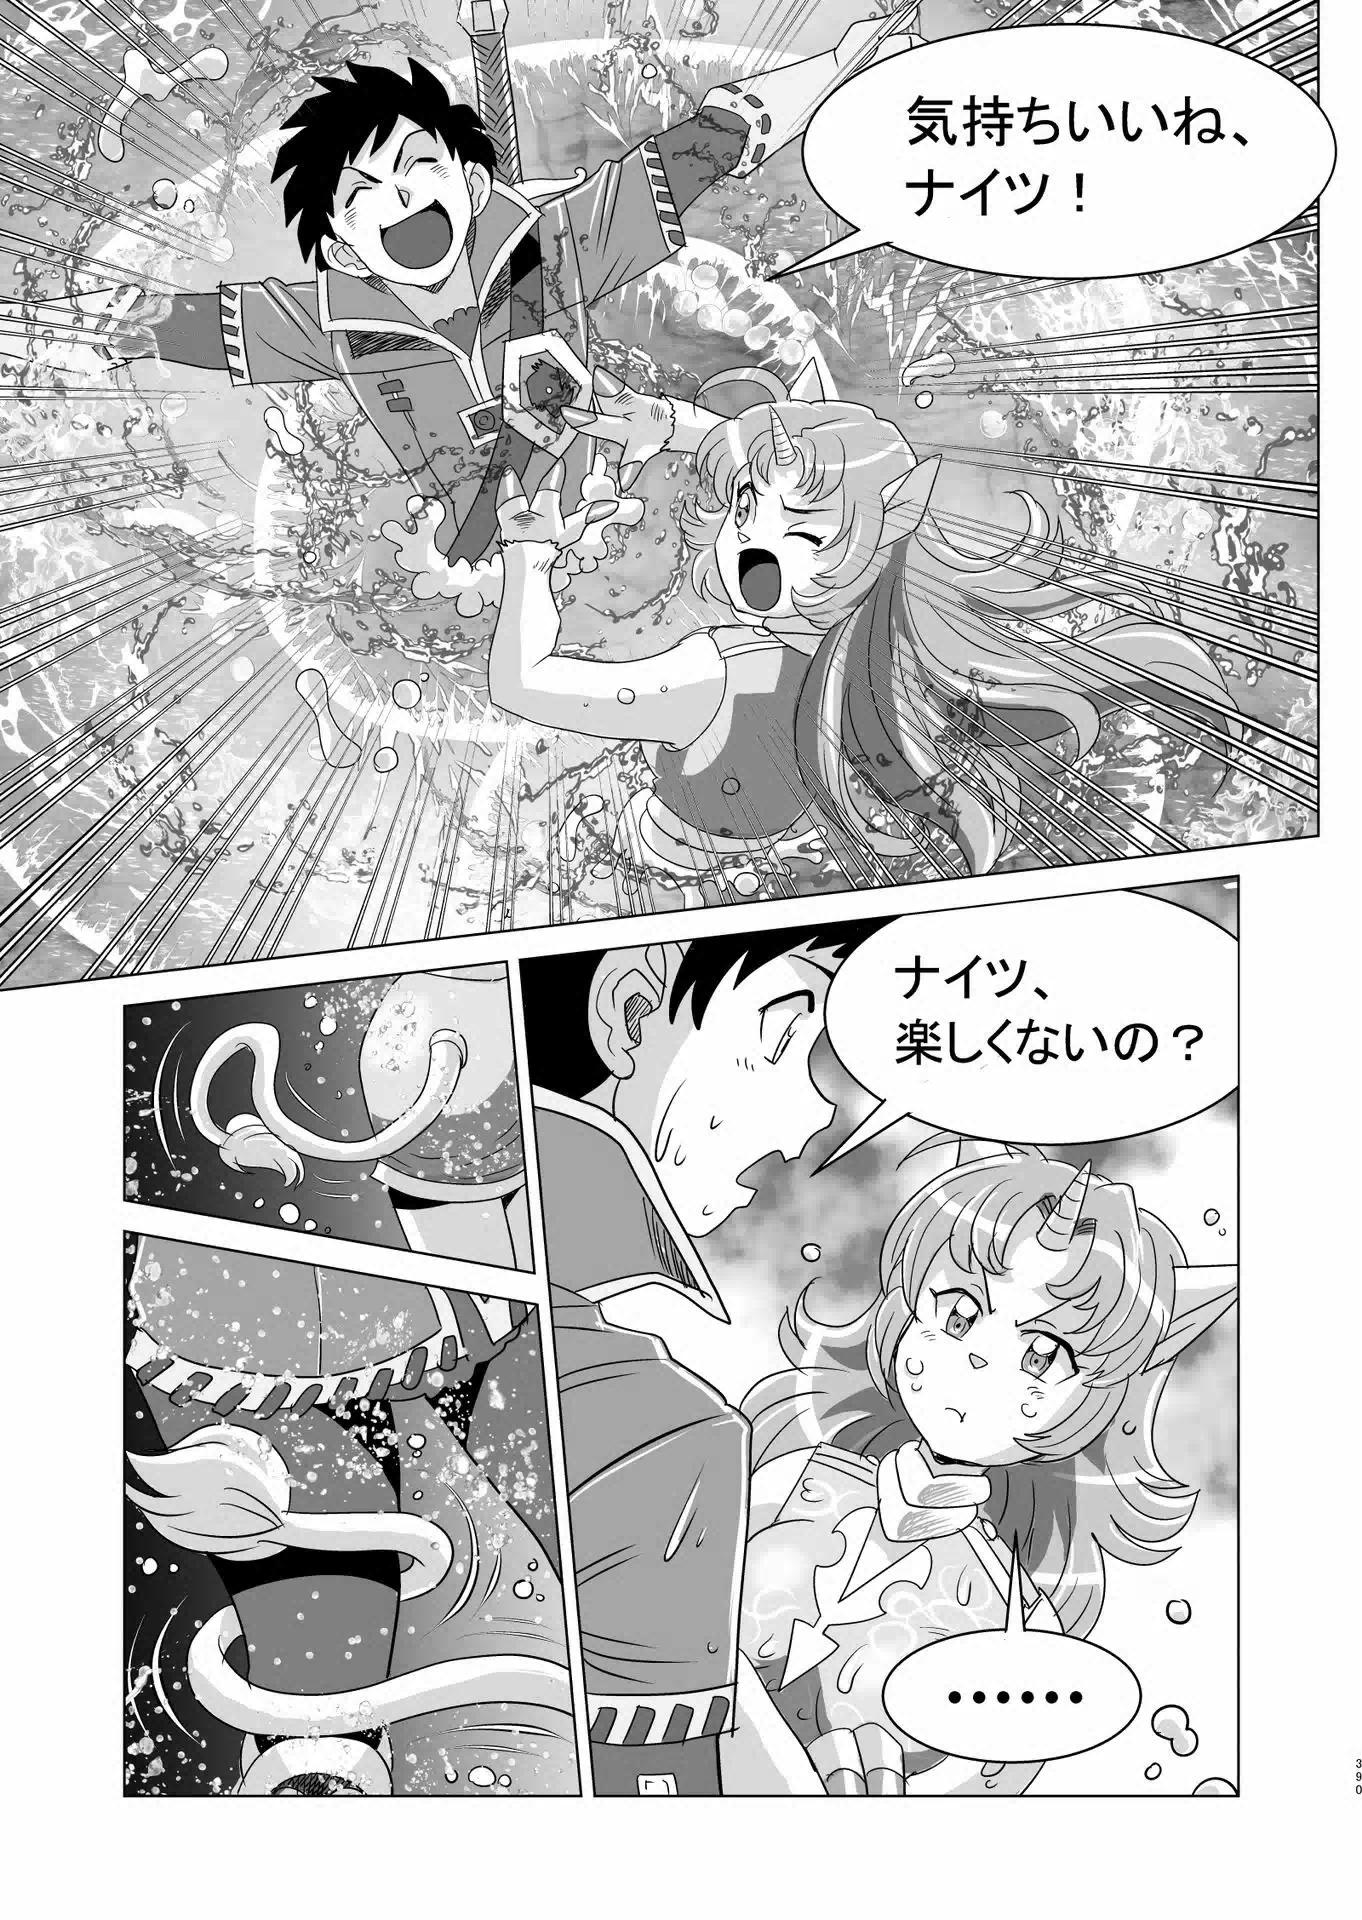 気持ちいいね、
ナイツ！
ナイツ、
楽しくないの？
・・・・・・
390